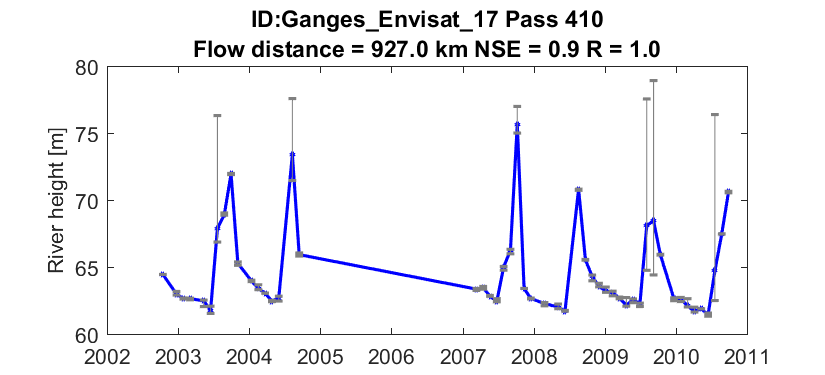 ID:Ganges_Envisat_17 Pass 410
Flow distance = 927.0 km NSE = 0.9 R = 1.0
80
75
70
65
60
River height [m]
2002 2003 2004 2005 2006 2007 2008 2009 2010 2011